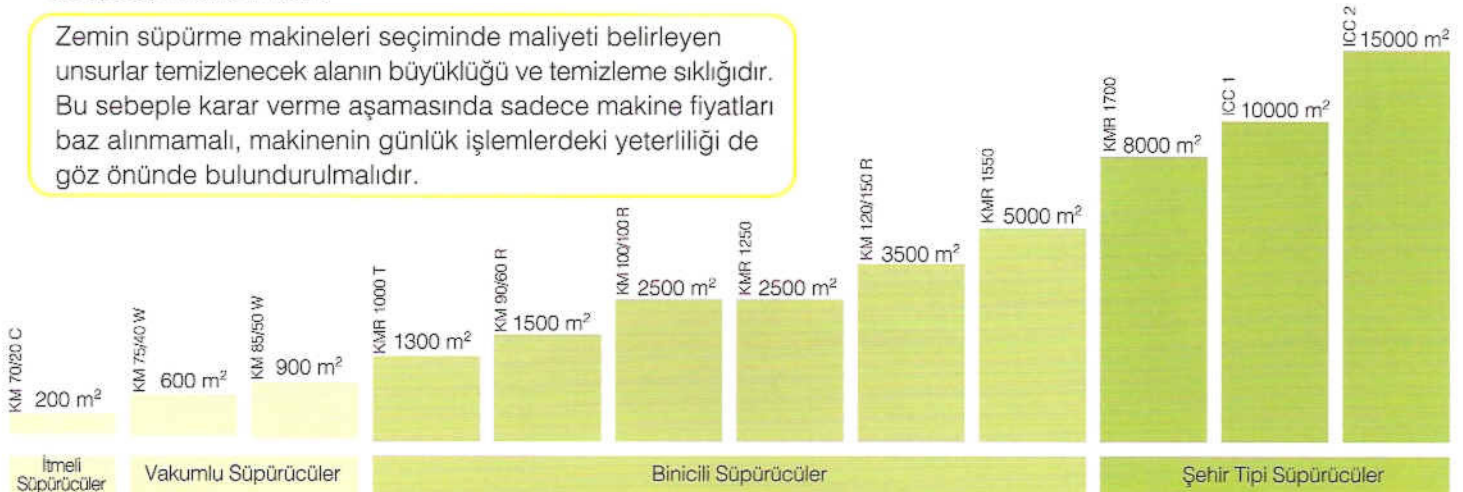 Zemin süpürme makineleri seçiminde maliyeti belirleyen
unsurlar temizlenecek alanın büyüklüğü ve temizleme sıklığıdır.
Bu sebeple karar verme aşamasında sadece makine fiyatları
baz alınmamalı, makinenin günlük işlemlerdeki yeterliliği de
göz önünde bulundurulmalıdır.
KM 70/20 C
200 m²
KM 75/40 W
600 m²
KM 85/50 W
900 m²
KMR 1000 T
1300 m²
KM 90/60 R
1500 m²
KM 100/100 R
2500 m²
KMR 1250
2500 m²
KM 120/150 R
3500 m²
KMR 1550
5000 m²
KMR 1700
8000 m²
ICC 1
10000 m²
ICC 2
15000 m²
İtmeli
Süpürücüler
Vakumlu Süpürücüler
Binicili Süpürücüler
Şehir Tipi Süpürücüler